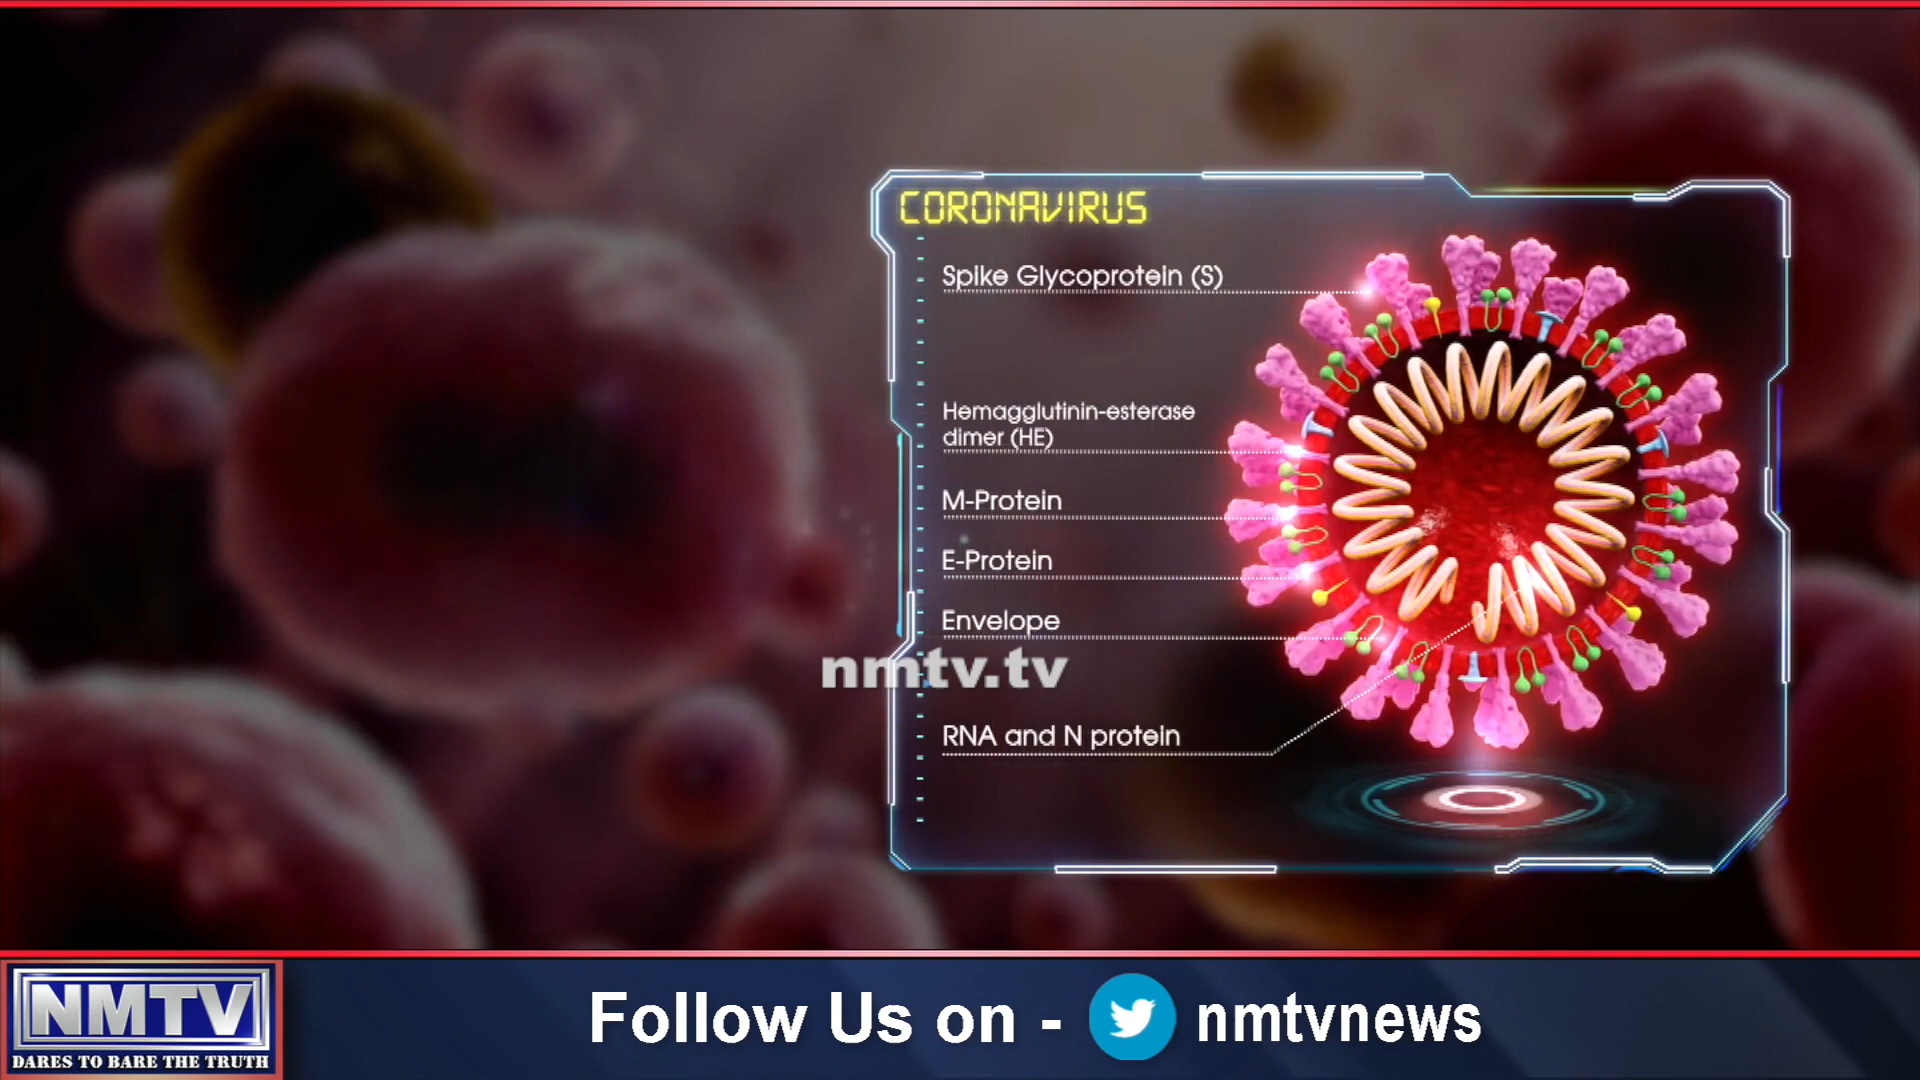 CORONAVIRUS
Spike Glycoprotein (S)
Hemagglutinin-esterase
dimer (HE)
M-Protein
E-Protein
Envelope
nmtv.tv
RNA and N protein
NMTV
DARES TO BARE THE TRUTH
Follow Us on - nmtvnews